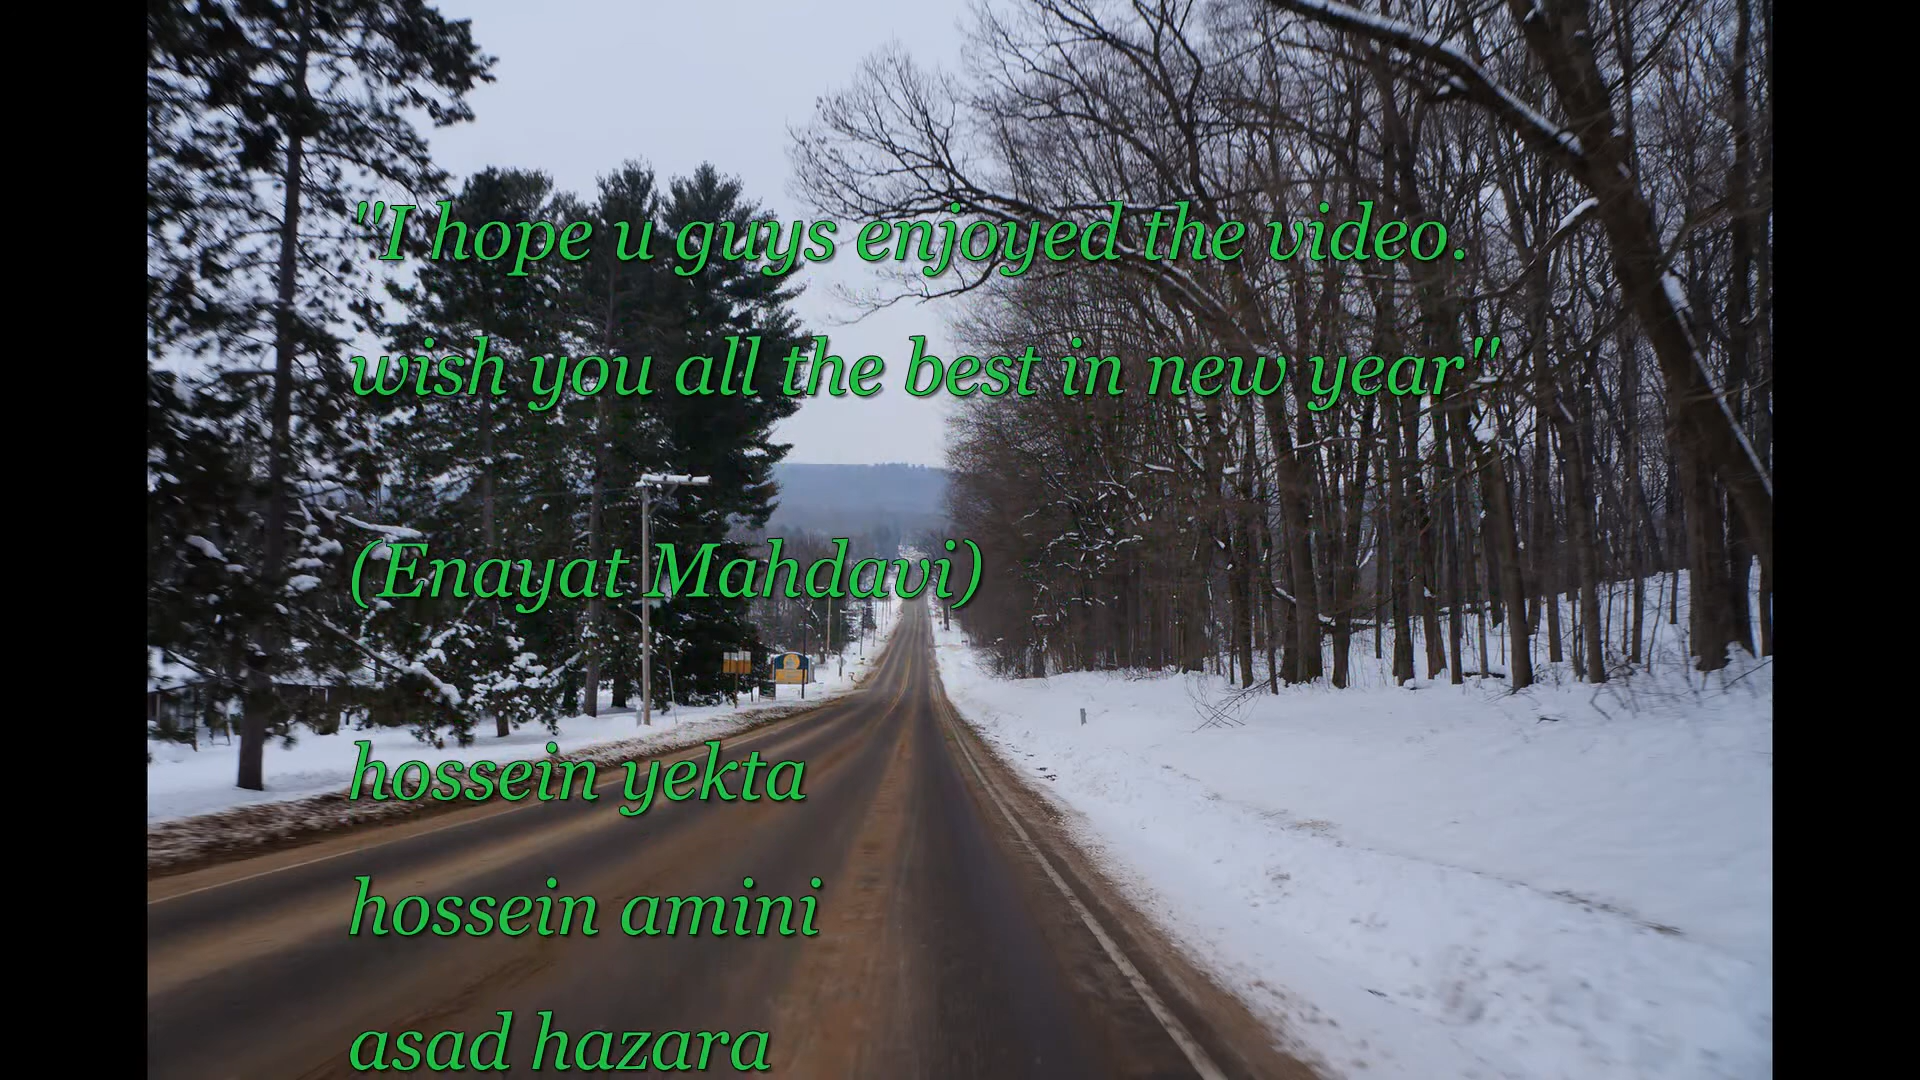 "I hope u guys enjoyed the video.
wish you all the best in new year"
(Enayat Mahdavi)
hossein yekta
hossein amini
asad hazara